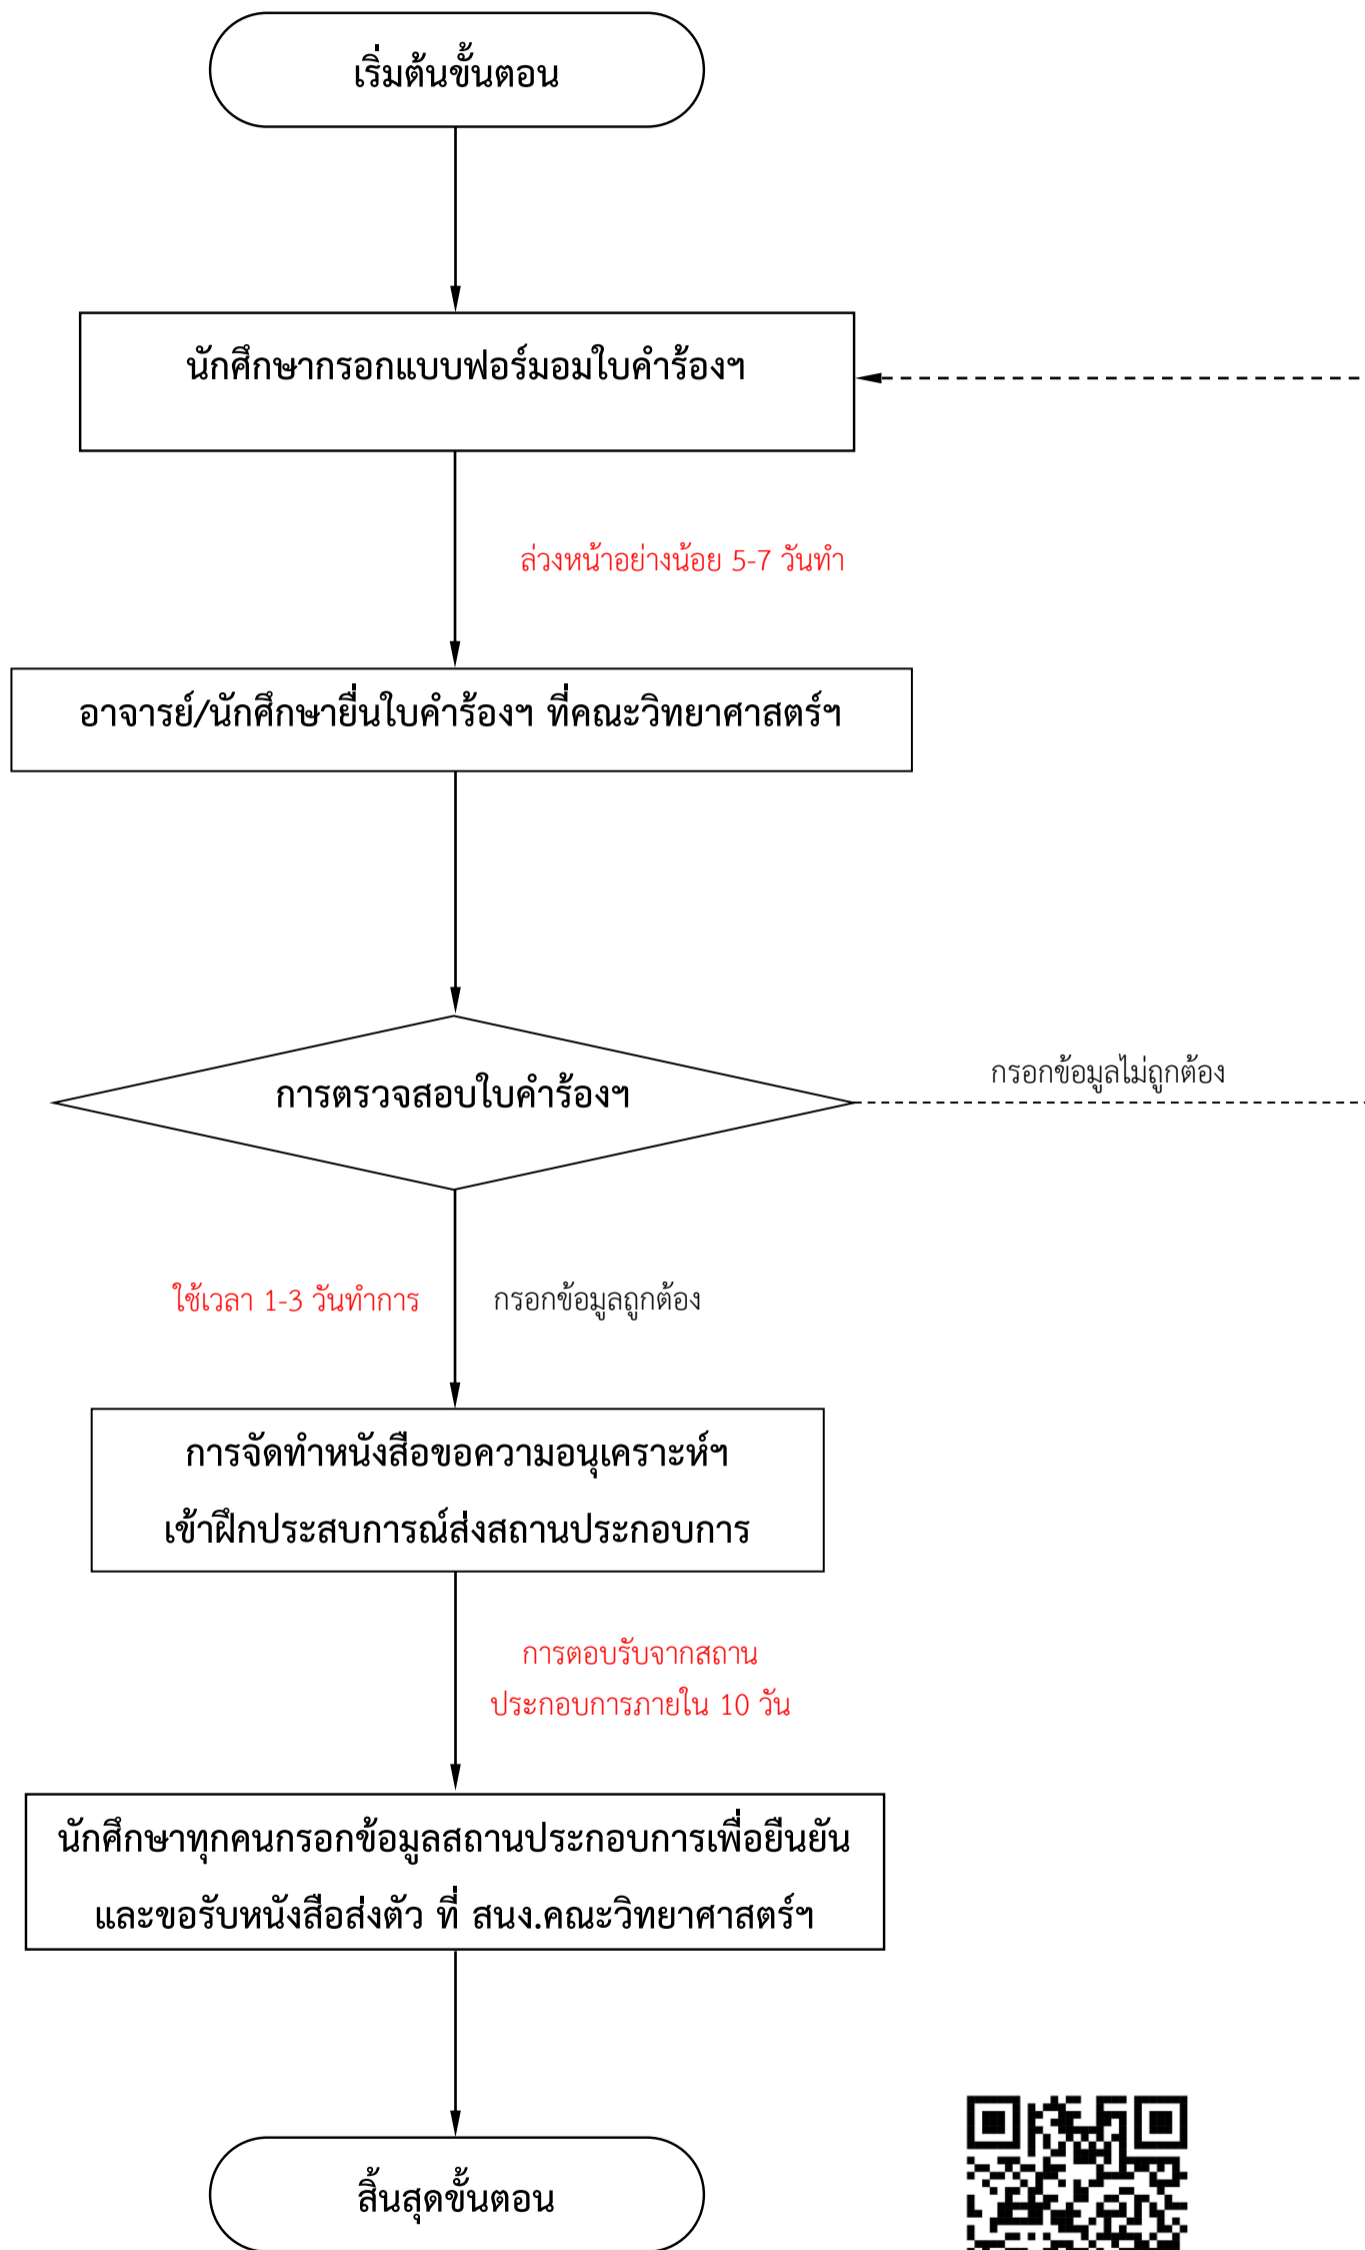 เริ่มต้นขั้นตอน
นักศึกษากรอกแบบฟอร์มอมใบคำร้องฯ
ล่วงหน้าอย่างน้อย 5-7 วันทำ
อาจารย์/นักศึกษายื่นใบคำร้องฯ ที่คณะวิทยาศาสตร์ฯ
การตรวจสอบใบคำร้องฯ
กรอกข้อมูลไม่ถูกต้อง
ใช้เวลา 1-3 วันทำการ
กรอกข้อมูลถูกต้อง
การจัดทำหนังสือขอความอนุเคราะห์ฯ
เข้าฝึกประสบการณ์ส่งสถานประกอบการ
การตอบรับจากสถาน
ประกอบการภายใน 10 วัน
นักศึกษาทุกคนกรอกข้อมูลสถานประกอบการเพื่อยืนยัน
และขอรับหนังสือส่งตัว ที่ สนง.คณะวิทยาศาสตร์ฯ
สิ้นสุดขั้นตอน